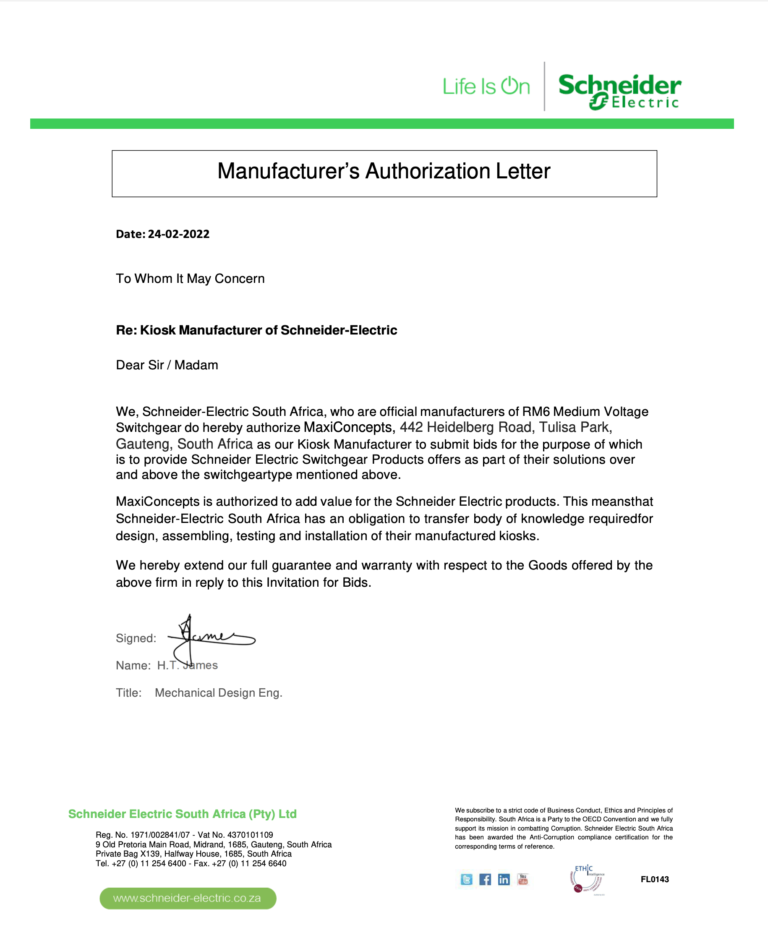 Life Is On
Schneider
Electric
Manufacturer's Authorization Letter
Date: 24-02-2022
To Whom It May Concern
Re: Kiosk Manufacturer of Schneider-Electric
Dear Sir / Madam
We, Schneider-Electric South Africa, who are official manufacturers of RM6 Medium Voltage
Switchgear do hereby authorize MaxiConcepts, 442 Heidelberg Road, Tulisa Park,
Gauteng, South Africa as our Kiosk Manufacturer to submit bids for the purpose of which
is to provide Schneider Electric Switchgear Products offers as part of their solutions over
and above the switchgeartype mentioned above.
MaxiConcepts is authorized to add value for the Schneider Electric products. This meansthat
Schneider-Electric South Africa has an obligation to transfer body of knowledge requiredfor
design, assembling, testing and installation of their manufactured kiosks.
We hereby extend our full guarantee and warranty with respect to the Goods offered by the
above firm in reply to this Invitation for Bids.
Signed: James
Name: H.T. James
Title: Mechanical Design Eng.
Schneider Electric South Africa (Pty) Ltd
Reg. No. 1971/002841/07 - Vat No. 4370101109
9 Old Pretoria Main Road, Midrand, 1685, Gauteng, South Africa
Private Bag X139, Halfway House, 1685, South Africa
Tel. +27 (0) 11 254 6400 - Fax. +27 (0) 11 254 6640
www.schneider-electric.co.za
We subscribe to a strict code of Business Conduct, Ethics and Principles of
Responsibility. South Africa is a Party to the OECD Convention and we fully
support its mission in combatting Corruption. Schneider Electric South Africa
has been awarded the Anti-Corruption compliance certification for the
corresponding terms of reference.
ETHIC
FL0143